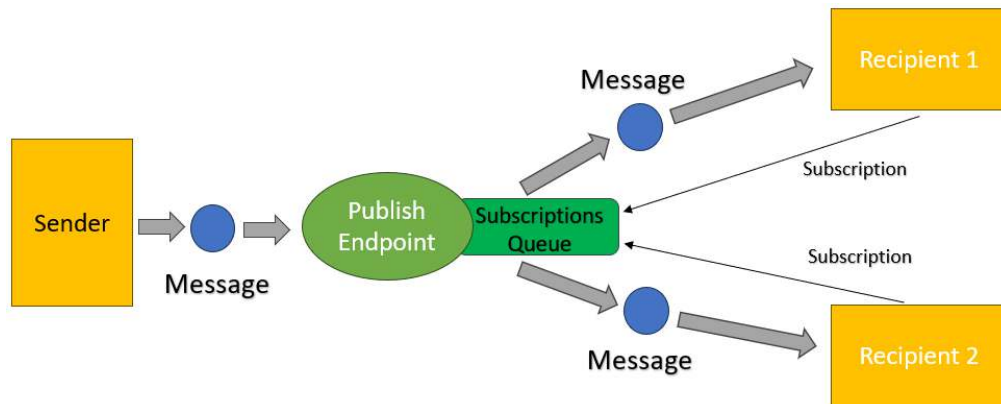 Sender
Message
Publish
Endpoint
Subscriptions
Queue
Message
Recipient 1
Subscription
Subscription
Message
Recipient 2